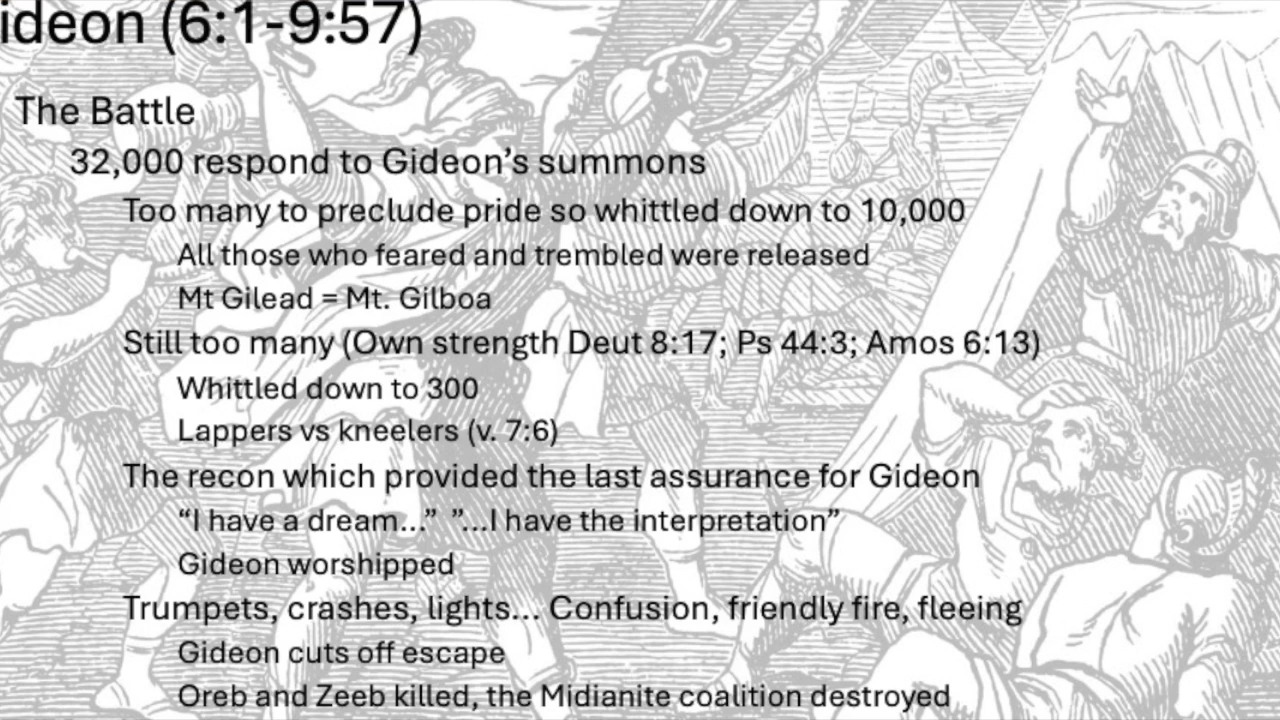 ideon (6:1-9:57)
The Battle
32,000 respond to Gideon’s summons
Too many to preclude pride so whittled down to 10,000
All those who feared and trembled were released
Mt Gilead = Mt. Gilboa
Still too many (Own strength Deut 8:17; Ps 44:3; Amos 6:13)
Whittled down to 300
Lappers vs kneelers (v. 7:6)
The recon which provided the last assurance for Gideon
“I have a dream...” ”...I have the interpretation”
Gideon worshipped
Trumpets, crashes, lights... Confusion, friendly fire, fleeing
Gideon cuts off escape
Oreb and Zeeb killed, the Midianite coalition destroyed